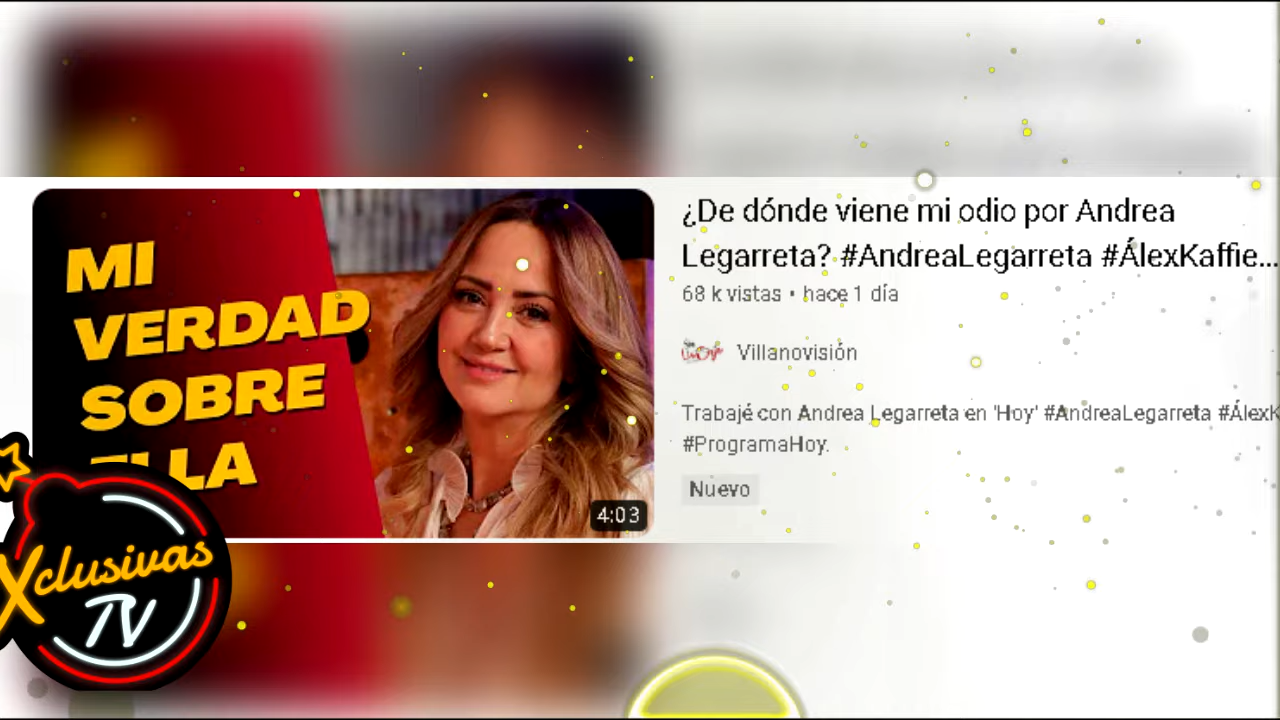 MI
VERDAD
SOBRE
ELLA
4:03
¿De dónde viene mi odio por Andrea
Legarreta? #AndreaLegarreta #ÁlexKaffie...
68 k vistas • hace 1 día
Villanovisión
Trabajé con Andrea Legarreta en 'Hoy' #AndreaLegarreta #ÁlexK
#ProgramaHoy.
Nuevo
Xclusivas
TV